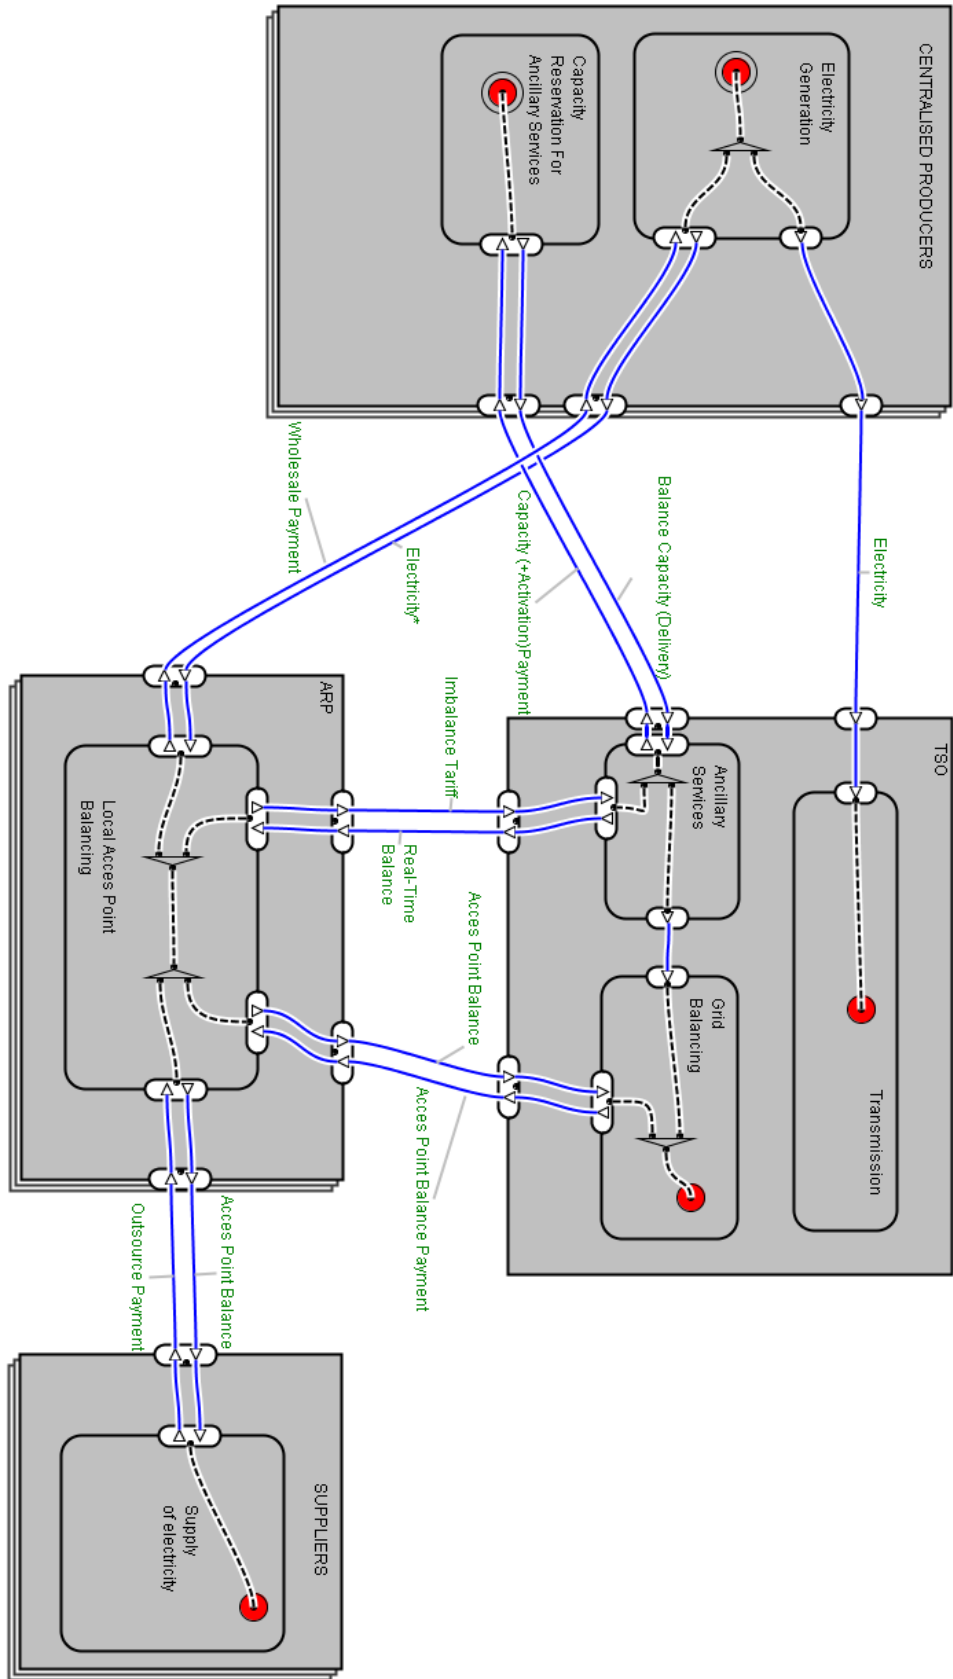 CENTRALISED PRODUCERS
Electricity
Generation
Capacity
Reservation For
Ancillary Services
Electricity
Balance Capacity (Delivery)
Capacity (+Activation)Payment
Electricity*
Wholesale Payment
TSO
Transmission
Ancillary
Services
Grid
Balancing
Imbalance Tariff
Real-Time
Balance
Acces Point Balance
Acces Point Balance Payment
ARP
Local Acces Point
Balancing
Acces Point Balance
Outsource Payment
SUPPLIERS
Supply
of electricity